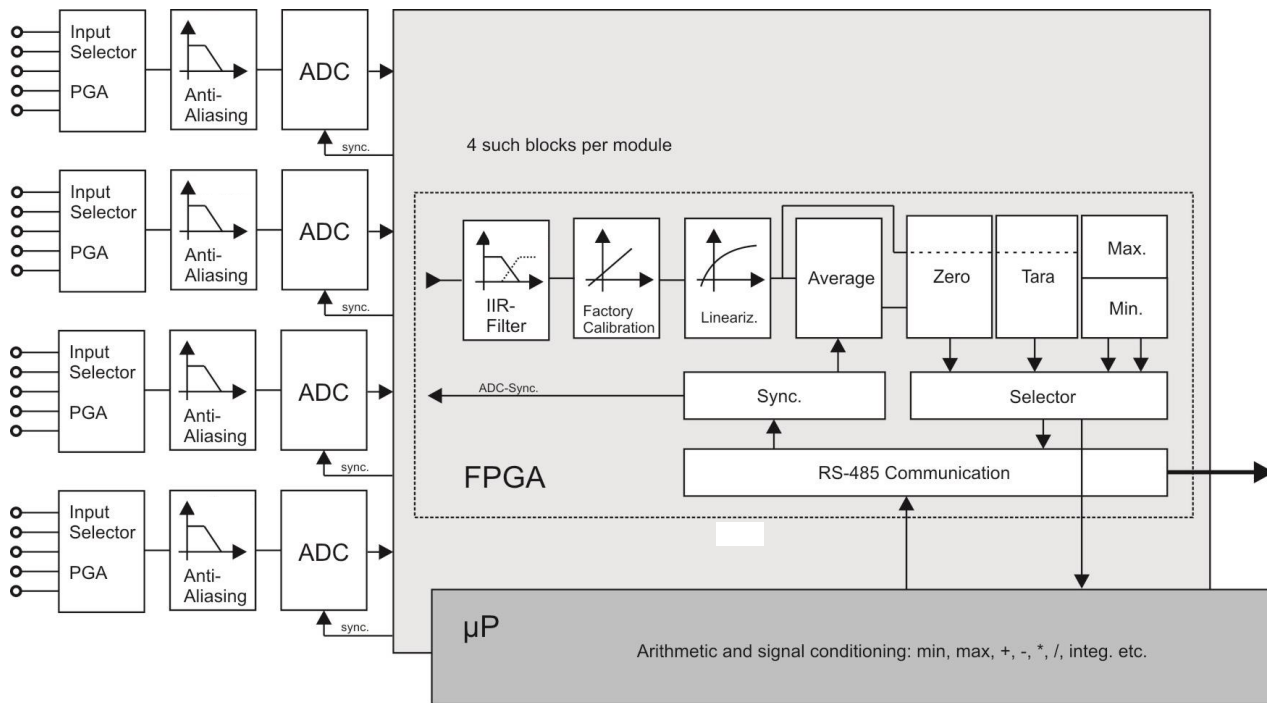 Input
Selector
PGA
Anti-
Aliasing
ADC
sync.
Input
Selector
PGA
Anti-
Aliasing
ADC
sync.
Input
Selector
PGA
Anti-
Aliasing
ADC
sync.
Input
Selector
PGA
Anti-
Aliasing
ADC
sync.
4 such blocks per module
IIR-
Filter
Factory
Calibration
Lineariz.
Average
Zero
Tara
Max.
Min.
ADC-Sync.
Sync.
Selector
FPGA
RS-485 Communication
µP
Arithmetic and signal conditioning: min, max, +, -, *, /, integ. etc.